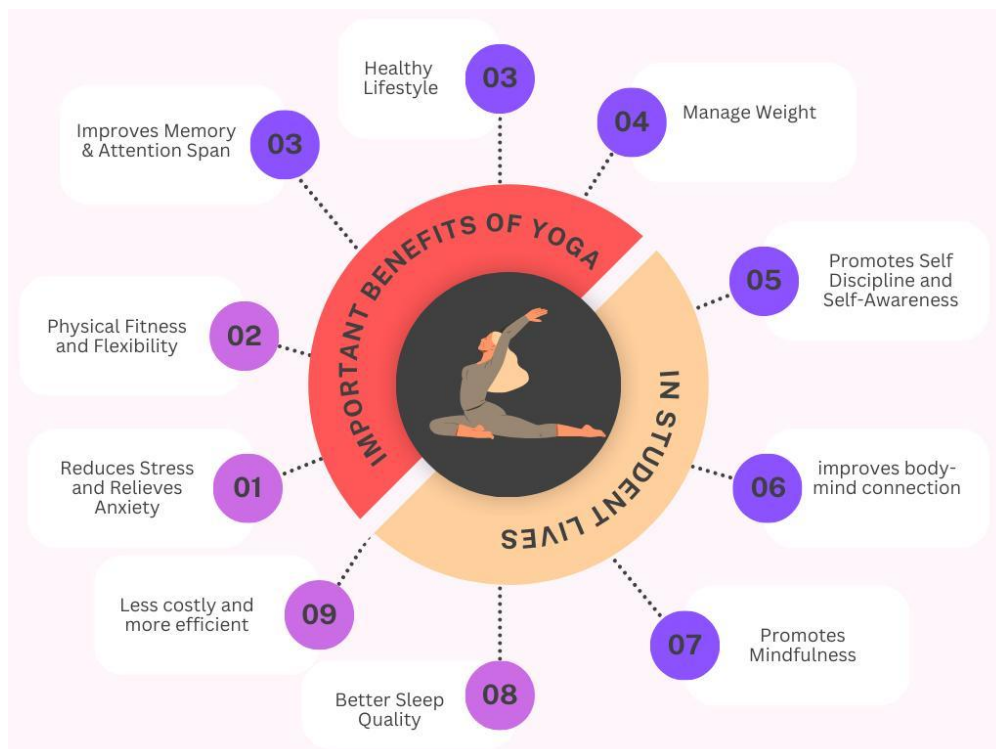 IMPORTANT BENEFITS OF YOGA
IN STUDENT LIVES
01
Reduces Stress
and Relieves
Anxiety
02
Physical Fitness
and Flexibility
03
Improves Memory
& Attention Span
03
Healthy
Lifestyle
04
Manage Weight
05
Promotes Self
Discipline and
Self-Awareness
06
improves body-
mind connection
07
Promotes
Mindfulness
08
Better Sleep
Quality
09
Less costly and
more efficient